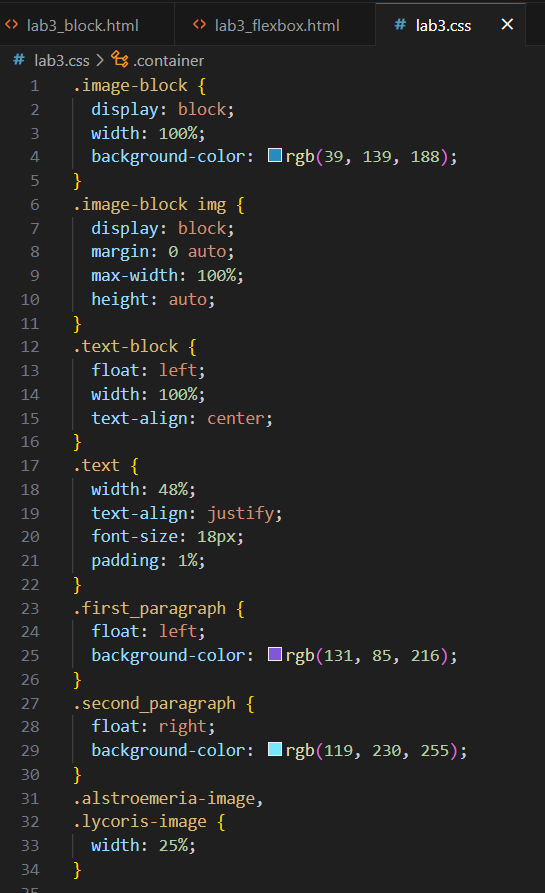 lab3_block.html lab3_flexbox.html # lab3.css ×
# lab3.css > .container
1 .image-block {
2 display: block;
3 width: 100%;
4 background-color: rgb(39, 139, 188);
5 }
6 .image-block img {
7 display: block;
8 margin: 0 auto;
9 max-width: 100%;
10 height: auto;
11 }
12 .text-block {
13 float: left;
14 width: 100%;
15 text-align: center;
16 }
17 .text {
18 width: 48%;
19 text-align: justify;
20 font-size: 18px;
21 padding: 1%;
22 }
23 .first_paragraph {
24 float: left;
25 background-color: rgb(131, 85, 216);
26 }
27 .second_paragraph {
28 float: right;
29 background-color: rgb(119, 230, 255);
30 }
31 .alstroemeria-image,
32 .lycoris-image {
33 width: 25%;
34 }